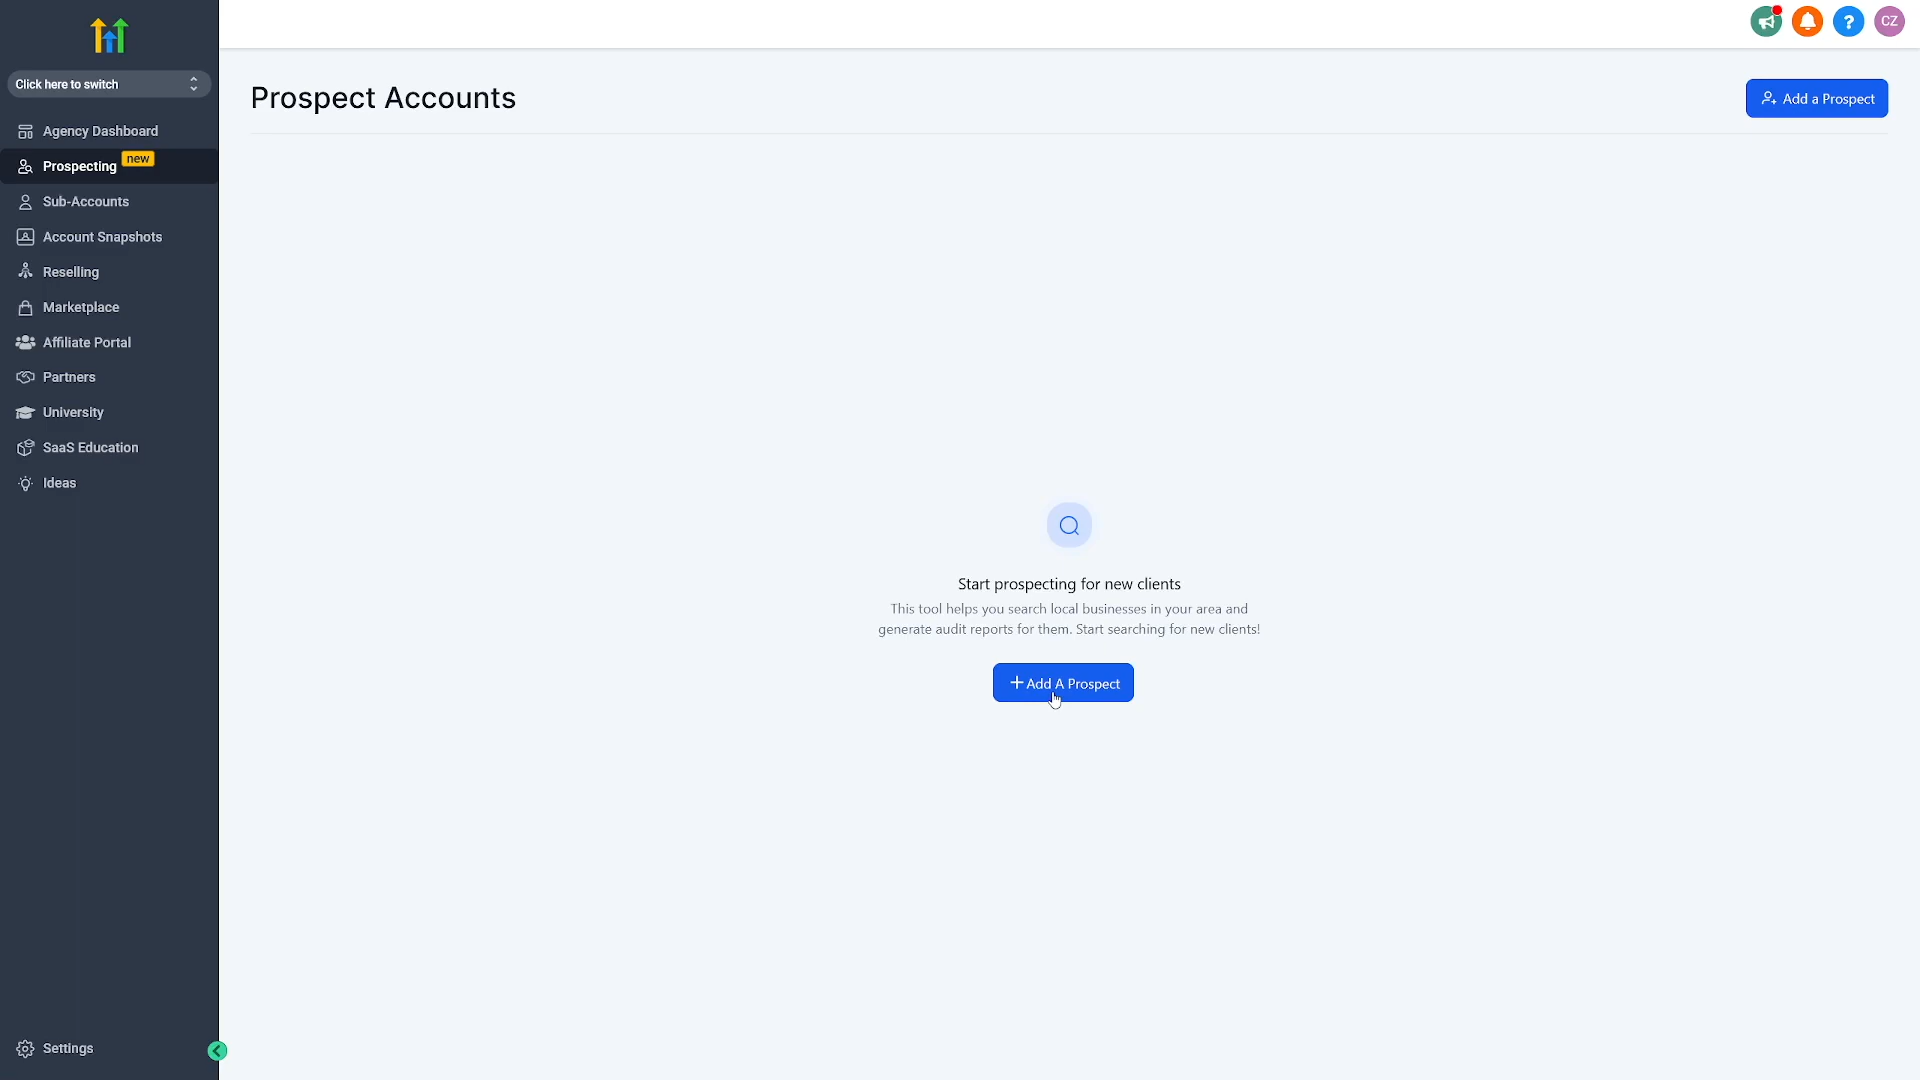 ?
CZ
Click here to switch
Prospect Accounts
Add a Prospect
Agency Dashboard
Prospecting new
Sub-Accounts
Account Snapshots
Reselling
Marketplace
Affiliate Portal
Partners
University
SaaS Education
Ideas
Start prospecting for new clients
This tool helps you search local businesses in your area and
generate audit reports for them. Start searching for new clients!
+ Add A Prospect
Settings